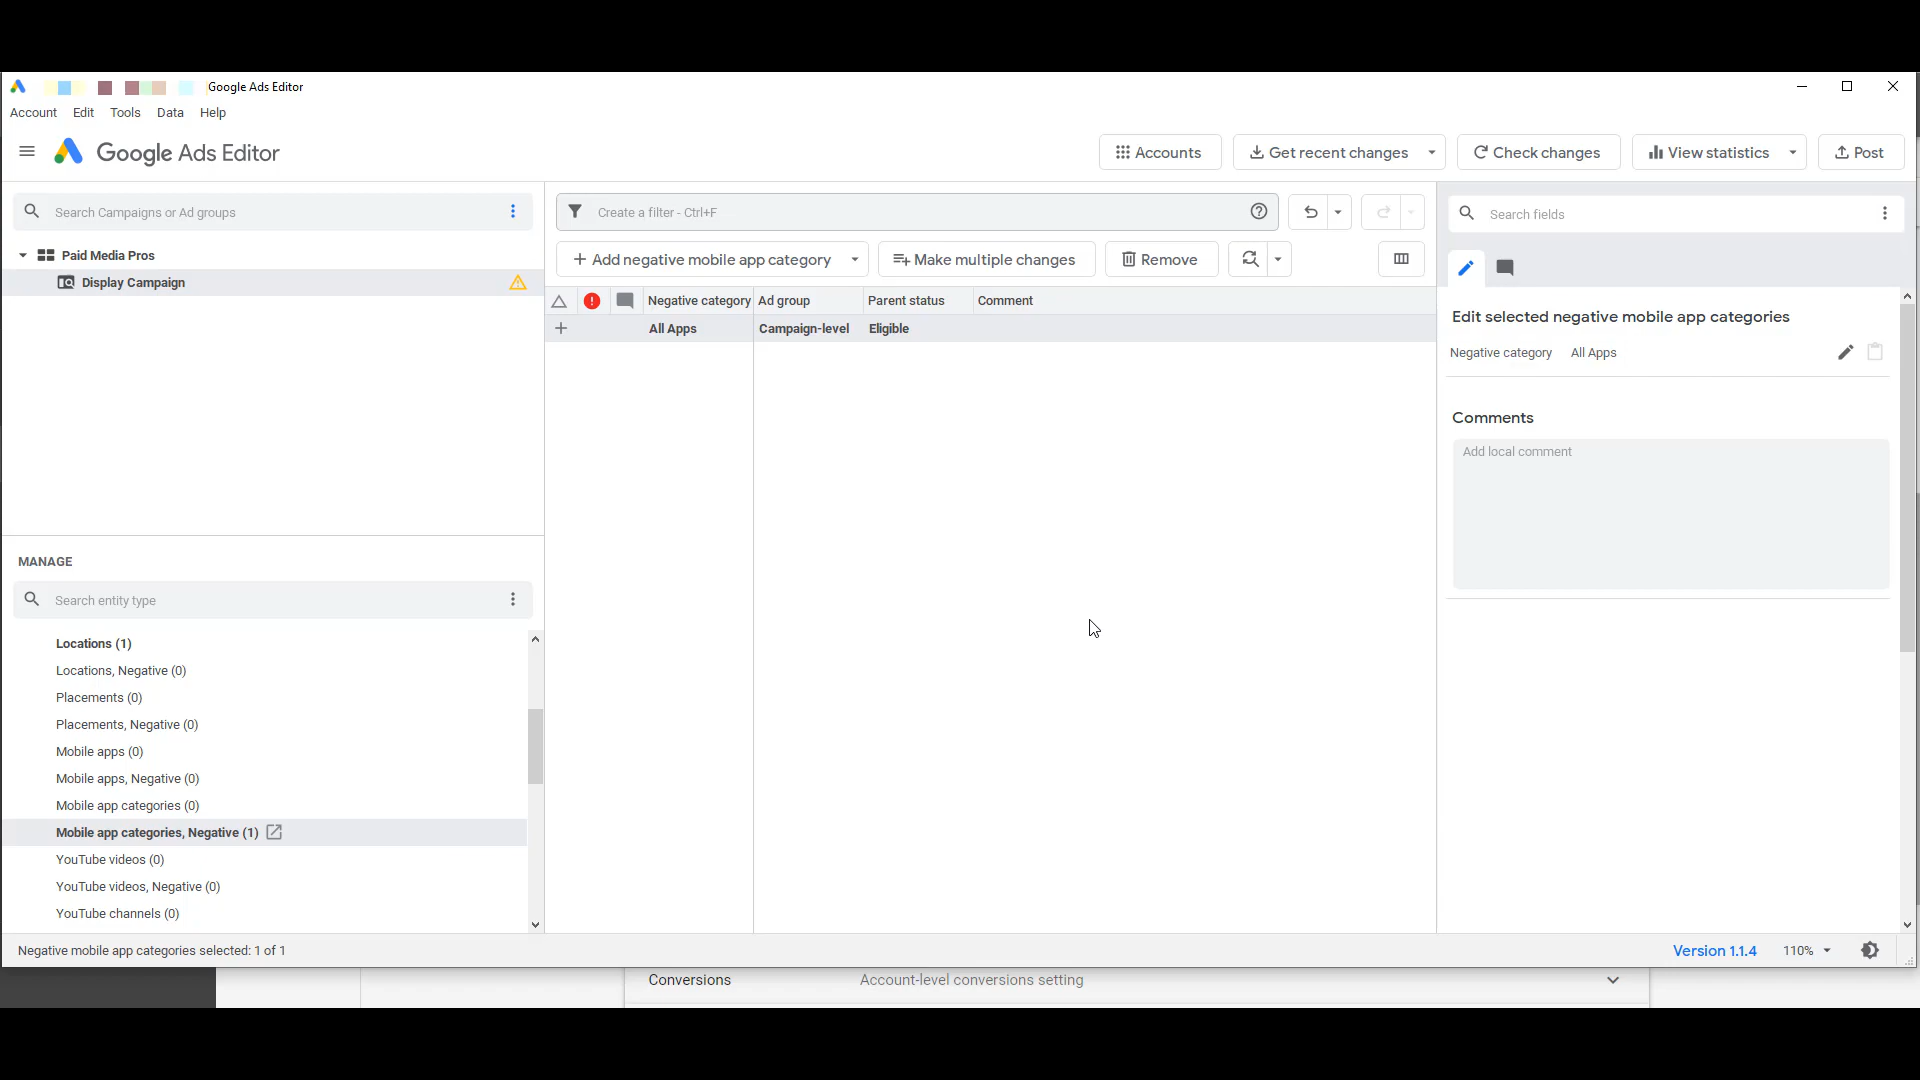 Google Ads Editor
Account Edit Tools Data Help
Google Ads Editor
Accounts
Get recent changes
Check changes
View statistics
Post
Search Campaigns or Ad groups
Paid Media Pros
Display Campaign
Create a filter - Ctrl+F
+ Add negative mobile app category
Make multiple changes
Remove
Negative category Ad group Parent status Comment
All Apps Campaign-level Eligible
Search fields
Edit selected negative mobile app categories
Negative category All Apps
Comments
Add local comment
MANAGE
Search entity type
Locations (1)
Locations, Negative (0)
Placements (0)
Placements, Negative (0)
Mobile apps (0)
Mobile apps, Negative (0)
Mobile app categories (0)
Mobile app categories, Negative (1)
YouTube videos (0)
YouTube videos, Negative (0)
YouTube channels (0)
Negative mobile app categories selected: 1 of 1
Version 1.1.4
110%
Conversions Account-level conversions setting